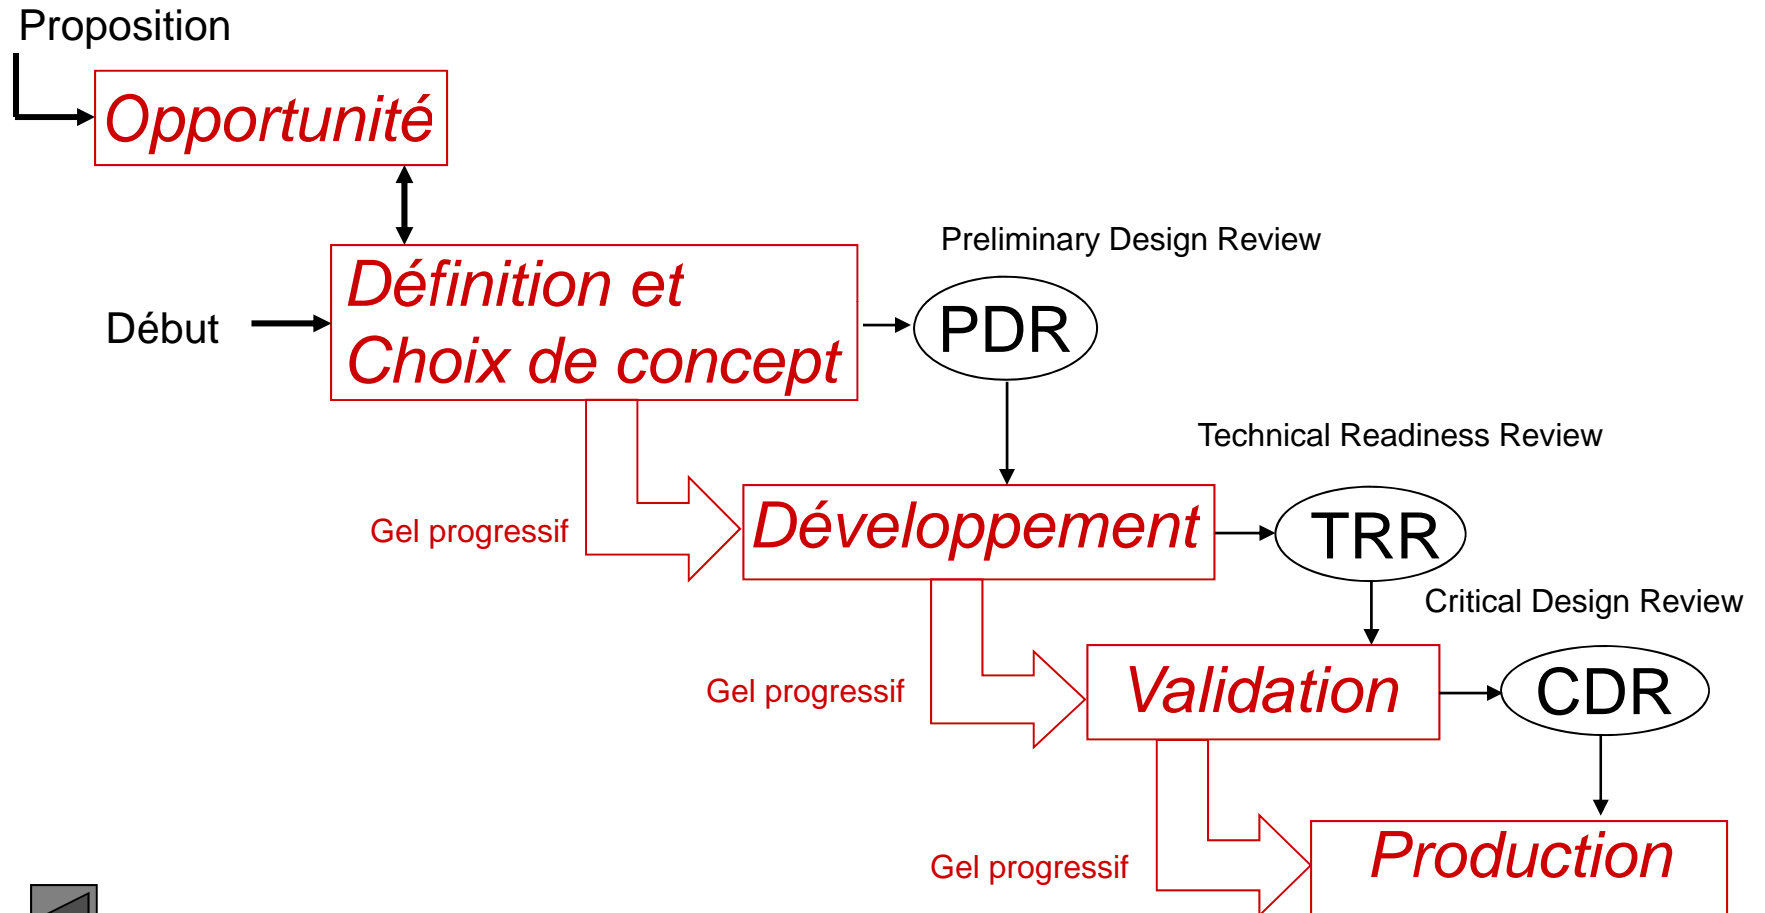 Proposition
Opportunité
Preliminary Design Review
Définition et
Choix de concept
Début
PDR
Technical Readiness Review
Gel progressif
Développement
TRR
Critical Design Review
Gel progressif
Validation
CDR
Gel progressif
Production